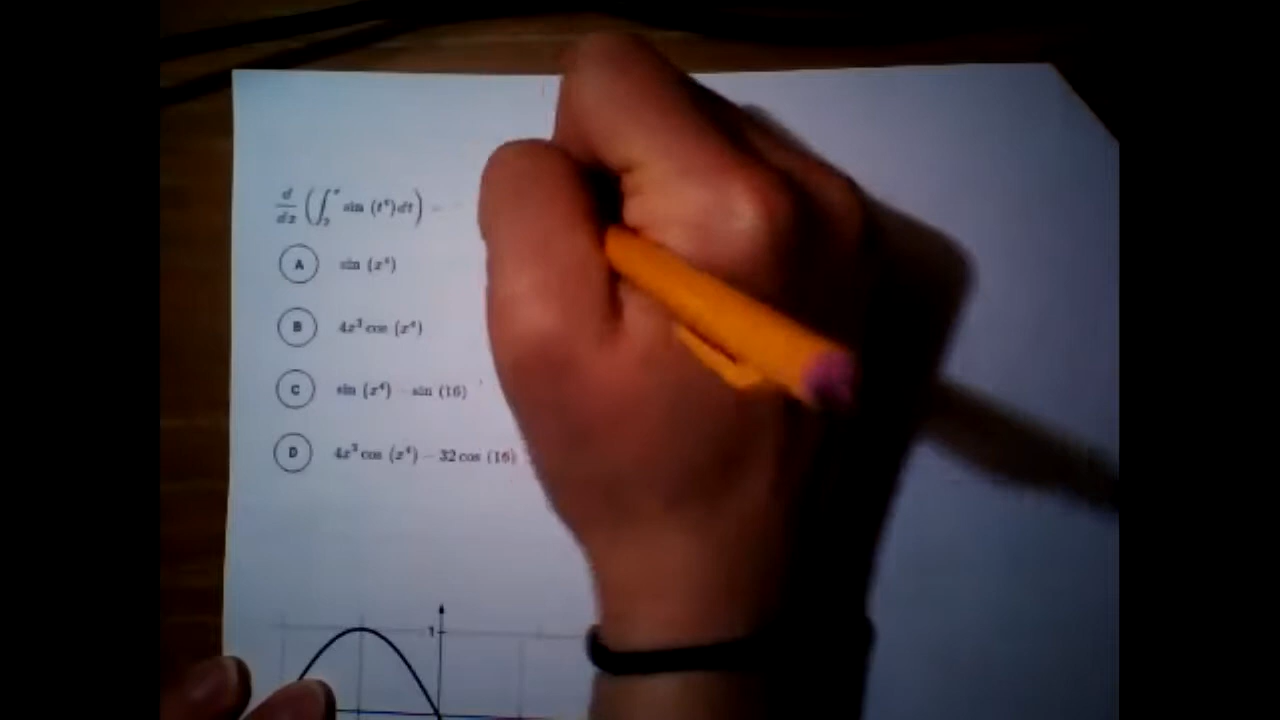 d/dx (∫₂ˣ sin (t⁴) dt) =
A sin (x⁴)
B 4x³ cos (x⁴)
C sin (x⁴) − sin (16)
D 4x³ cos (x⁴) − 32 cos (16)
1